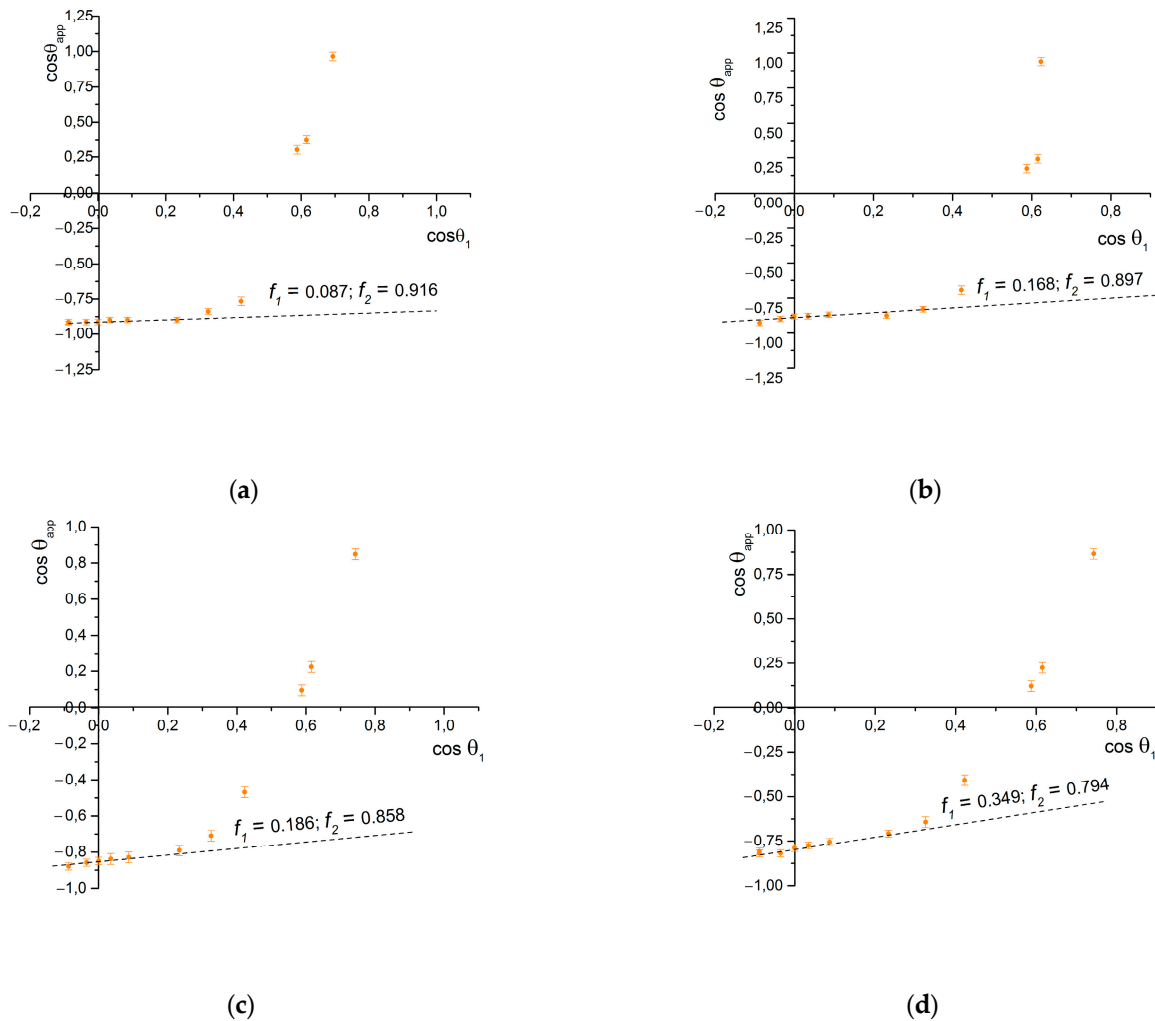 1,25
cosθapp
1,00
0,75
0,50
0,25
0,00
−0,2 0,0 0,2 0,4 0,6 0,8 1,0
cosθ1
−0,25
−0,50
f1 = 0.087; f2 = 0.916
−0,75
−1,00
−1,25
(a)
1,25
cos θapp
1,00
0,75
0,50
0,25
0,00
−0,2 0,0 0,2 0,4 0,6 0,8
cos θ1
−0,25
−0,50
f1 = 0.168; f2 = 0.897
−0,75
−1,00
−1,25
(b)
1,0
cos θapp
0,8
0,6
0,4
0,2
0,0
−0,2 0,0 0,2 0,4 0,6 0,8 1,0
cos θ1
−0,2
−0,4
f1 = 0.186; f2 = 0.858
−0,6
−0,8
−1,0
(c)
1,00
cos θapp
0,75
0,50
0,25
0,00
−0,2 0,0 0,2 0,4 0,6 0,8
cos θ1
−0,25
f1 = 0.349; f2 = 0.794
−0,50
−0,75
−1,00
(d)